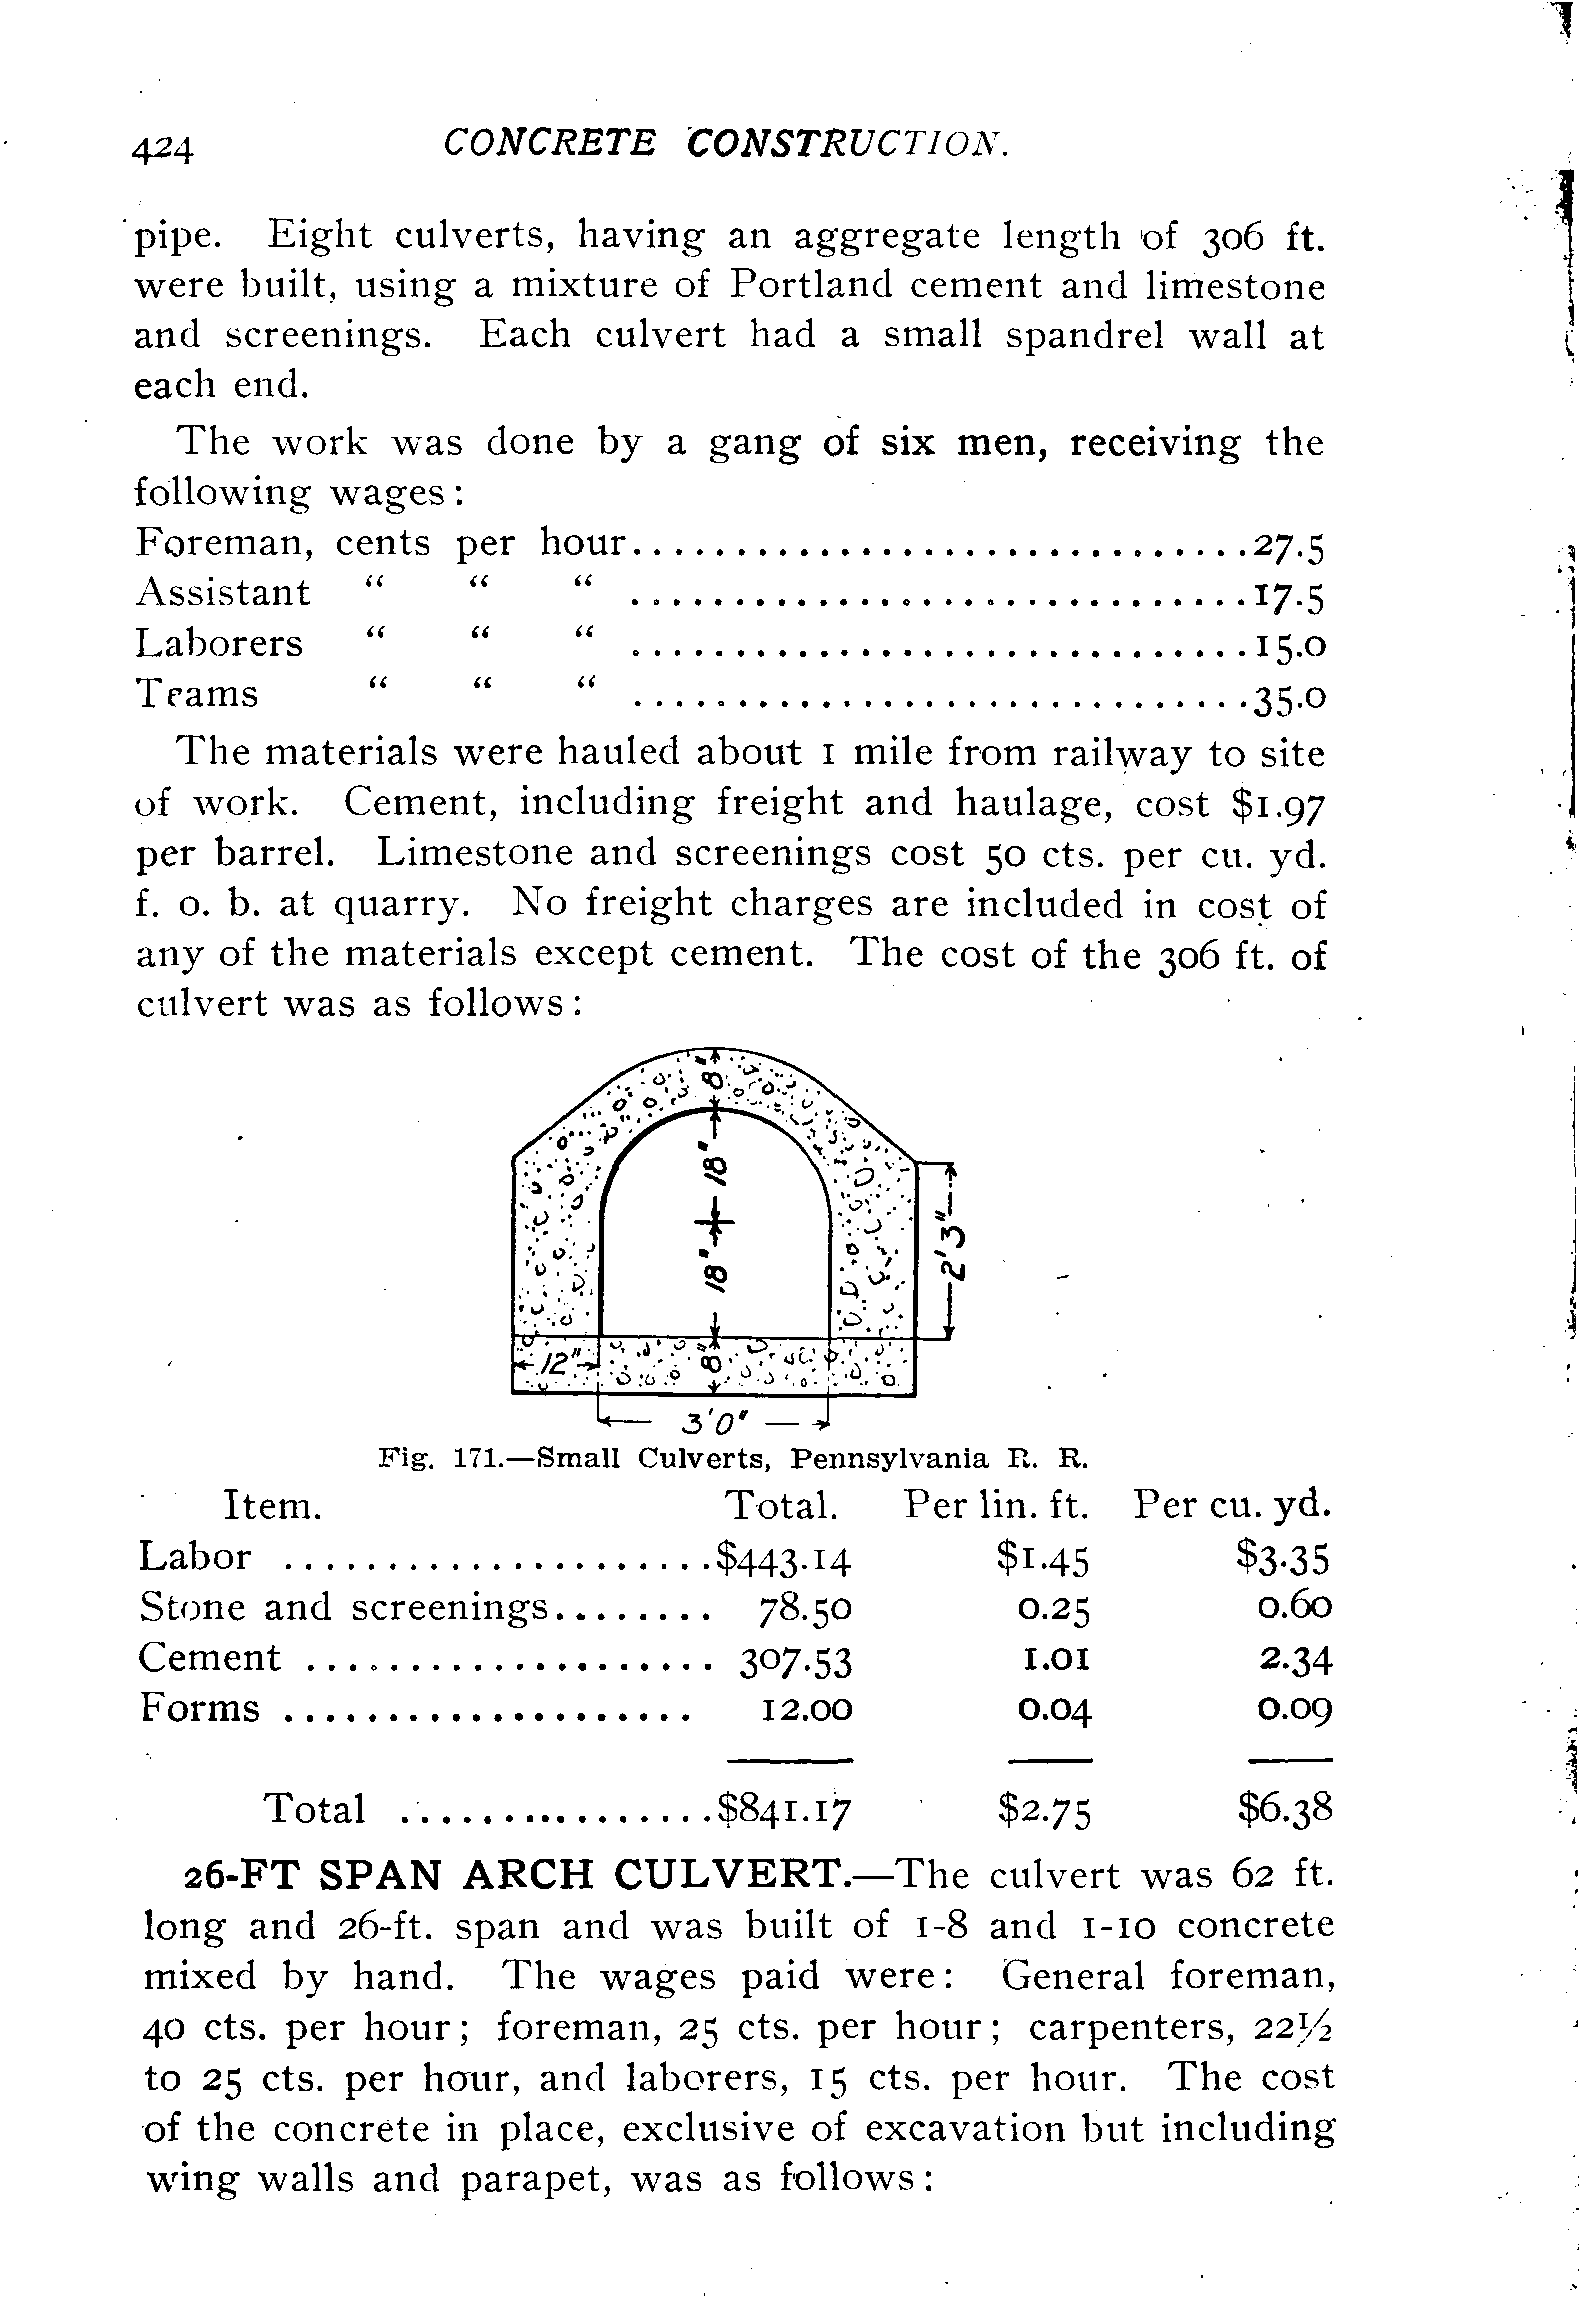 424 CONCRETE CONSTRUCTION.
pipe. Eight culverts, having an aggregate length of 306 ft.
were built, using a mixture of Portland cement and limestone
and screenings. Each culvert had a small spandrel wall at
each end.
The work was done by a gang of six men, receiving the
following wages:
Foreman, cents per hour..............................27.5
Assistant " " " ..............................17.5
Laborers " " " ..............................15.0
Teams " " " ..............................35.0
The materials were hauled about 1 mile from railway to site
of work. Cement, including freight and haulage, cost $1.97
per barrel. Limestone and screenings cost 50 cts. per cu. yd.
f. o. b. at quarry. No freight charges are included in cost of
any of the materials except cement. The cost of the 306 ft. of
culvert was as follows:
8"
18"
18"
2'3"
12"
8
3'0"
Fig. 171.—Small Culverts, Pennsylvania R. R.
Item. Total. Per lin. ft. Per cu. yd.
Labor .....................$443.14 $1.45 $3.35
Stone and screenings........ 78.50 0.25 0.60
Cement .................... 307.53 1.01 2.34
Forms .................... 12.00 0.04 0.09
Total ...............$841.17 $2.75 $6.38
26-FT SPAN ARCH CULVERT.—The culvert was 62 ft.
long and 26-ft. span and was built of 1-8 and 1-10 concrete
mixed by hand. The wages paid were: General foreman,
40 cts. per hour; foreman, 25 cts. per hour; carpenters, 22½
to 25 cts. per hour, and laborers, 15 cts. per hour. The cost
of the concrete in place, exclusive of excavation but including
wing walls and parapet, was as follows: